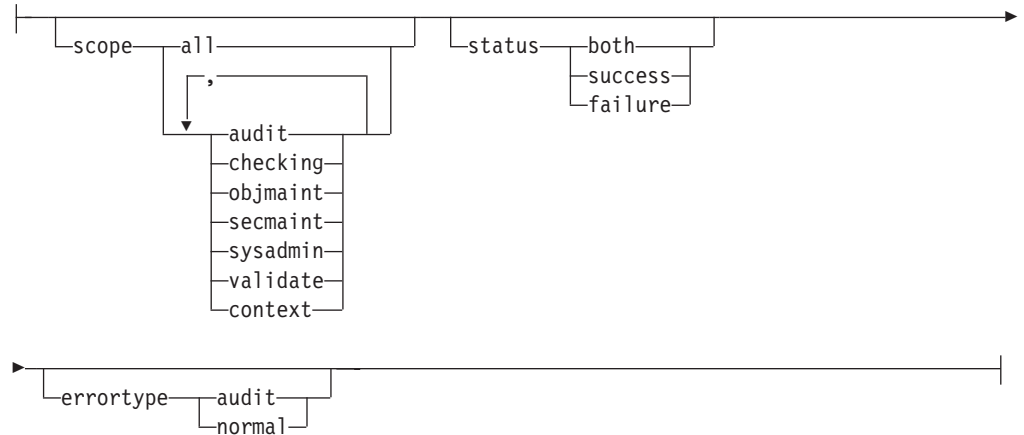 scope all status both
, success
failure
audit
checking
objmaint
secmaint
sysadmin
validate
context
errortype audit
normal